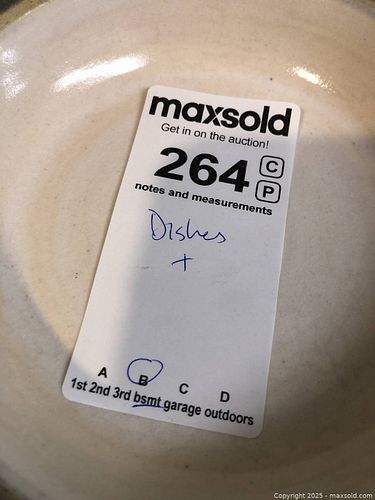 maxsold
Get in on the auction!
264 C
P
notes and measurements
Dishes
+
A B C D
1st 2nd 3rd bsmt garage outdoors
Copyright 2025 - maxsold.com